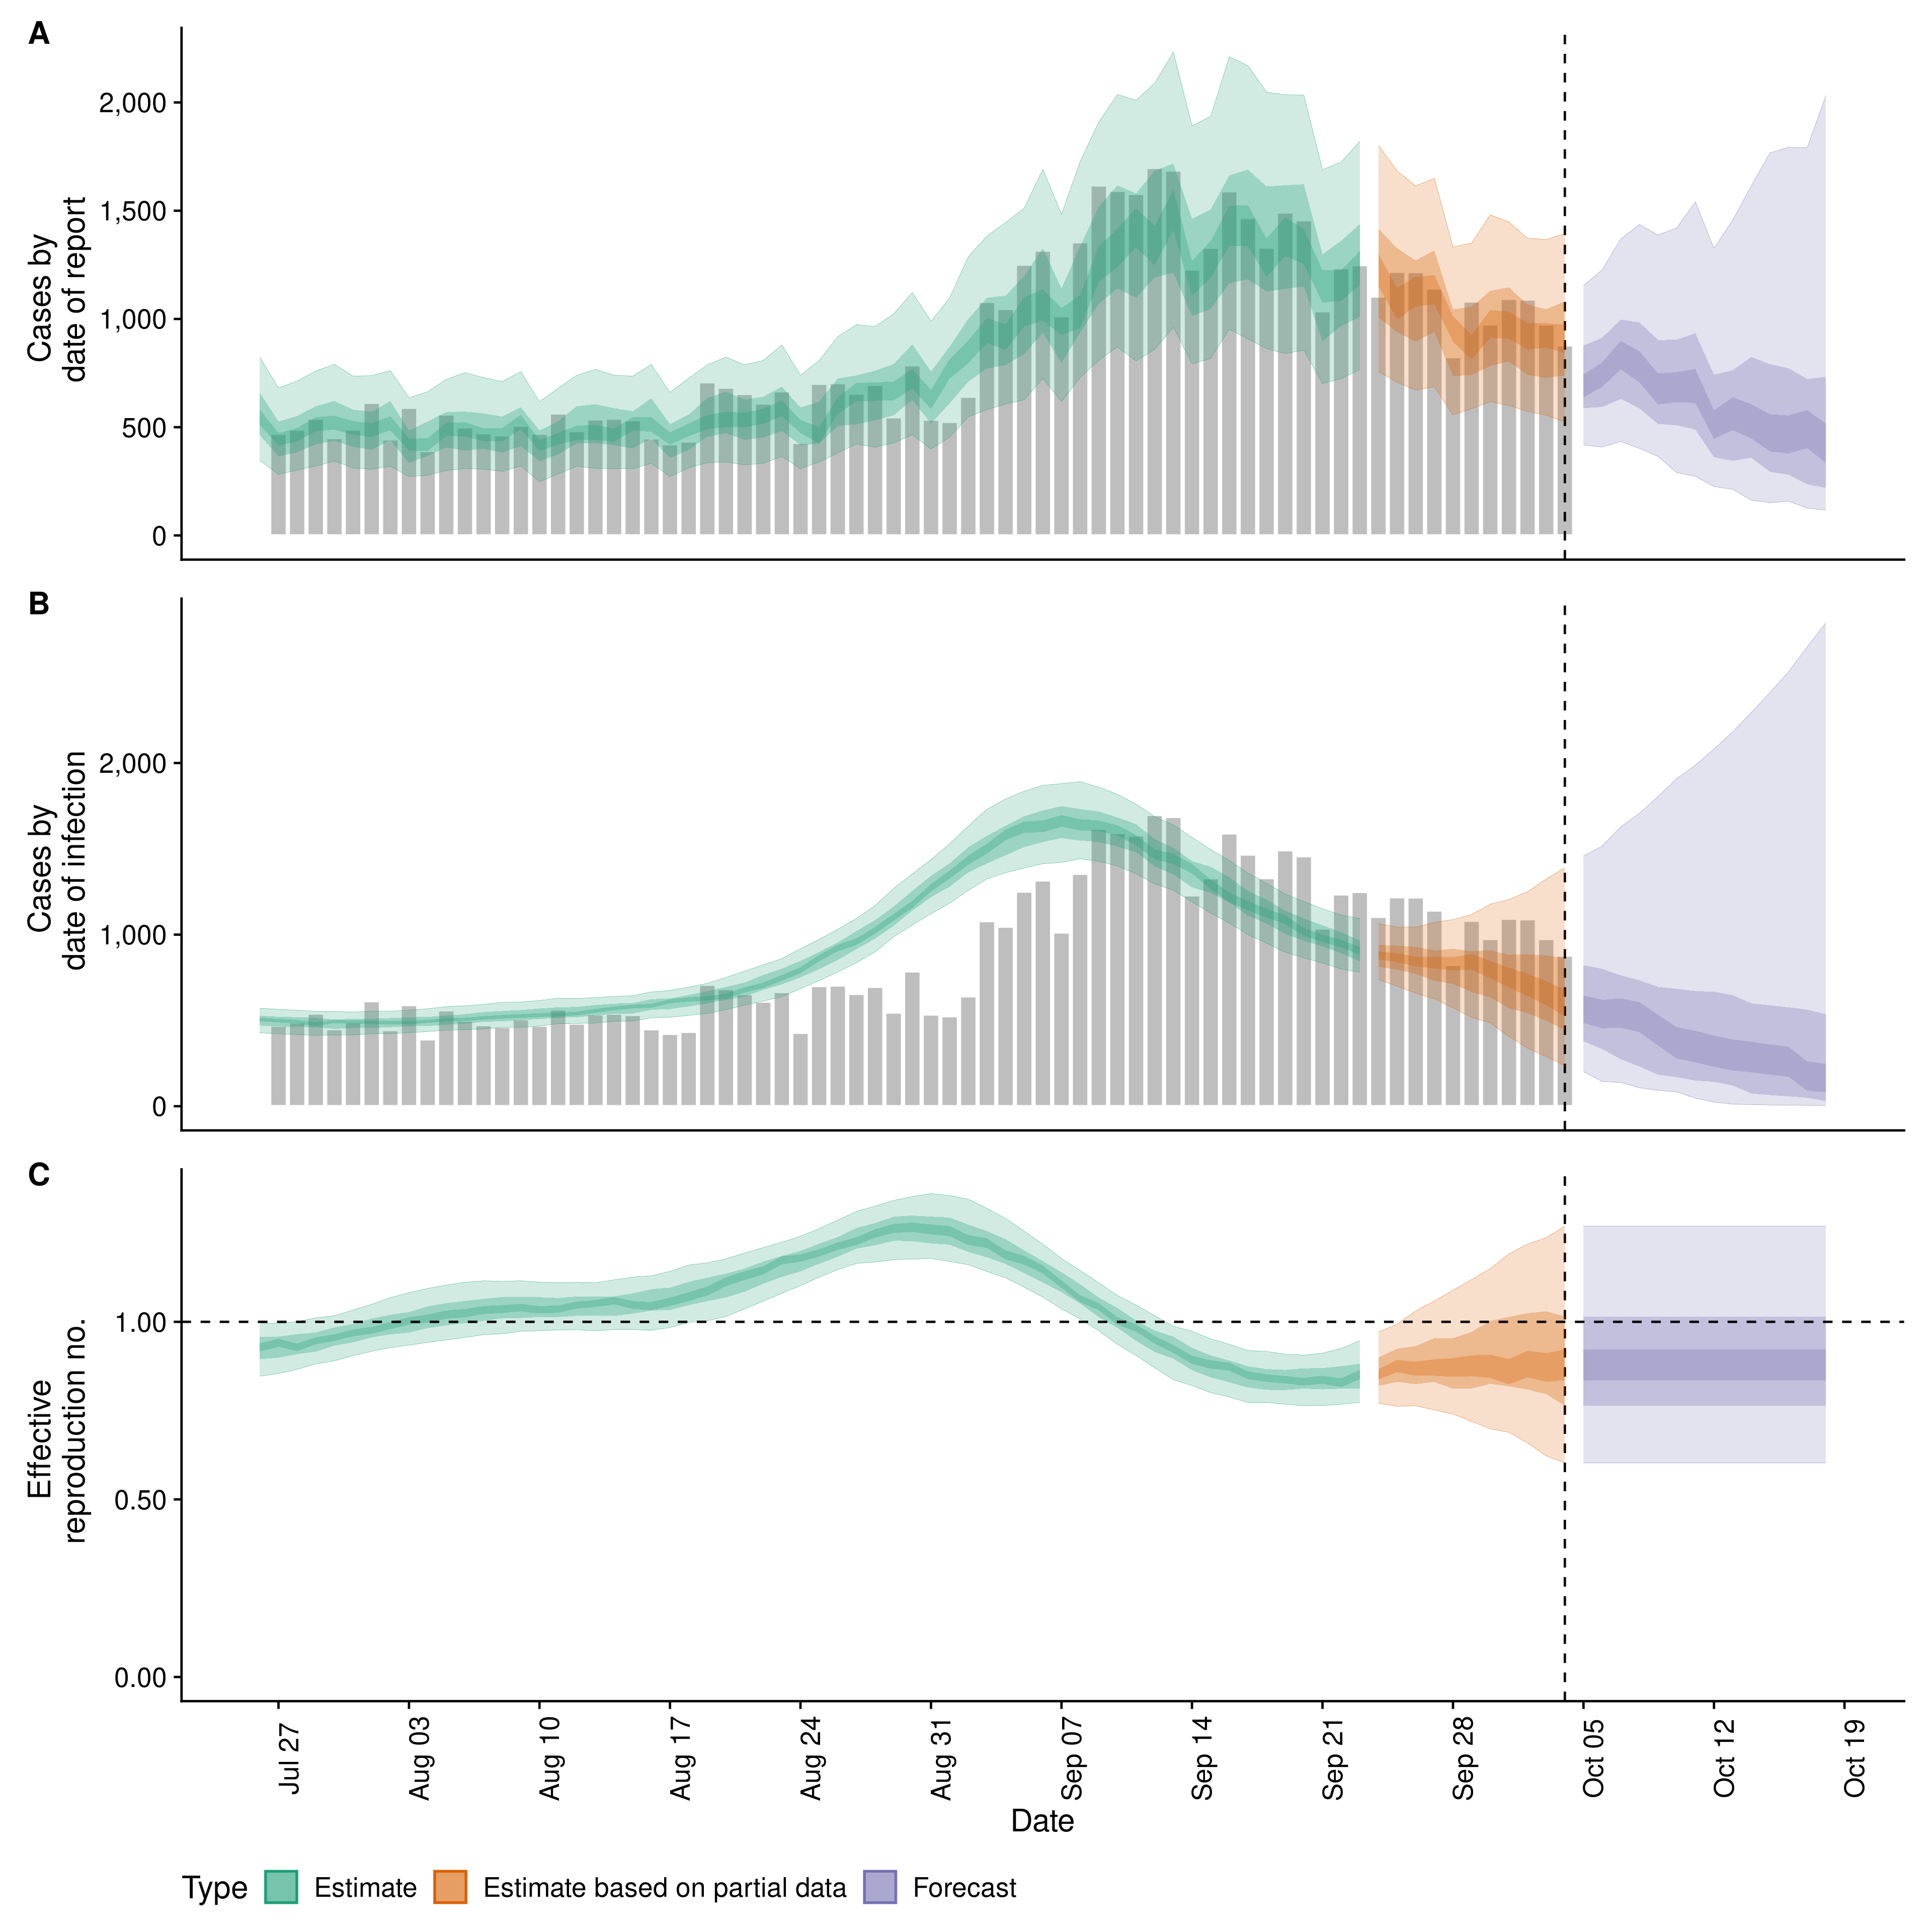 A
Cases by
date of report
2,000
1,500
1,000
500
0
B
Cases by
date of infection
2,000
1,000
0
C
Effective
reproduction no.
1.00
0.50
0.00
Jul 27
Aug 03
Aug 10
Aug 17
Aug 24
Aug 31
Sep 07
Sep 14
Sep 21
Sep 28
Oct 05
Oct 12
Oct 19
Date
Type Estimate Estimate based on partial data Forecast